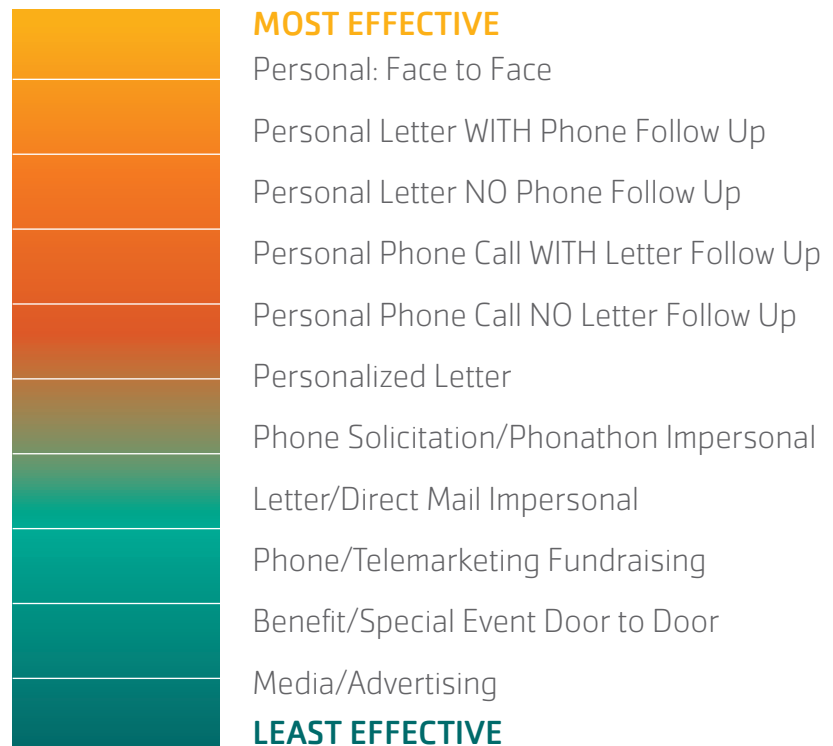 MOST EFFECTIVE
Personal: Face to Face
Personal Letter WITH Phone Follow Up
Personal Letter NO Phone Follow Up
Personal Phone Call WITH Letter Follow Up
Personal Phone Call NO Letter Follow Up
Personalized Letter
Phone Solicitation/Phonathon Impersonal
Letter/Direct Mail Impersonal
Phone/Telemarketing Fundraising
Benefit/Special Event Door to Door
Media/Advertising
LEAST EFFECTIVE